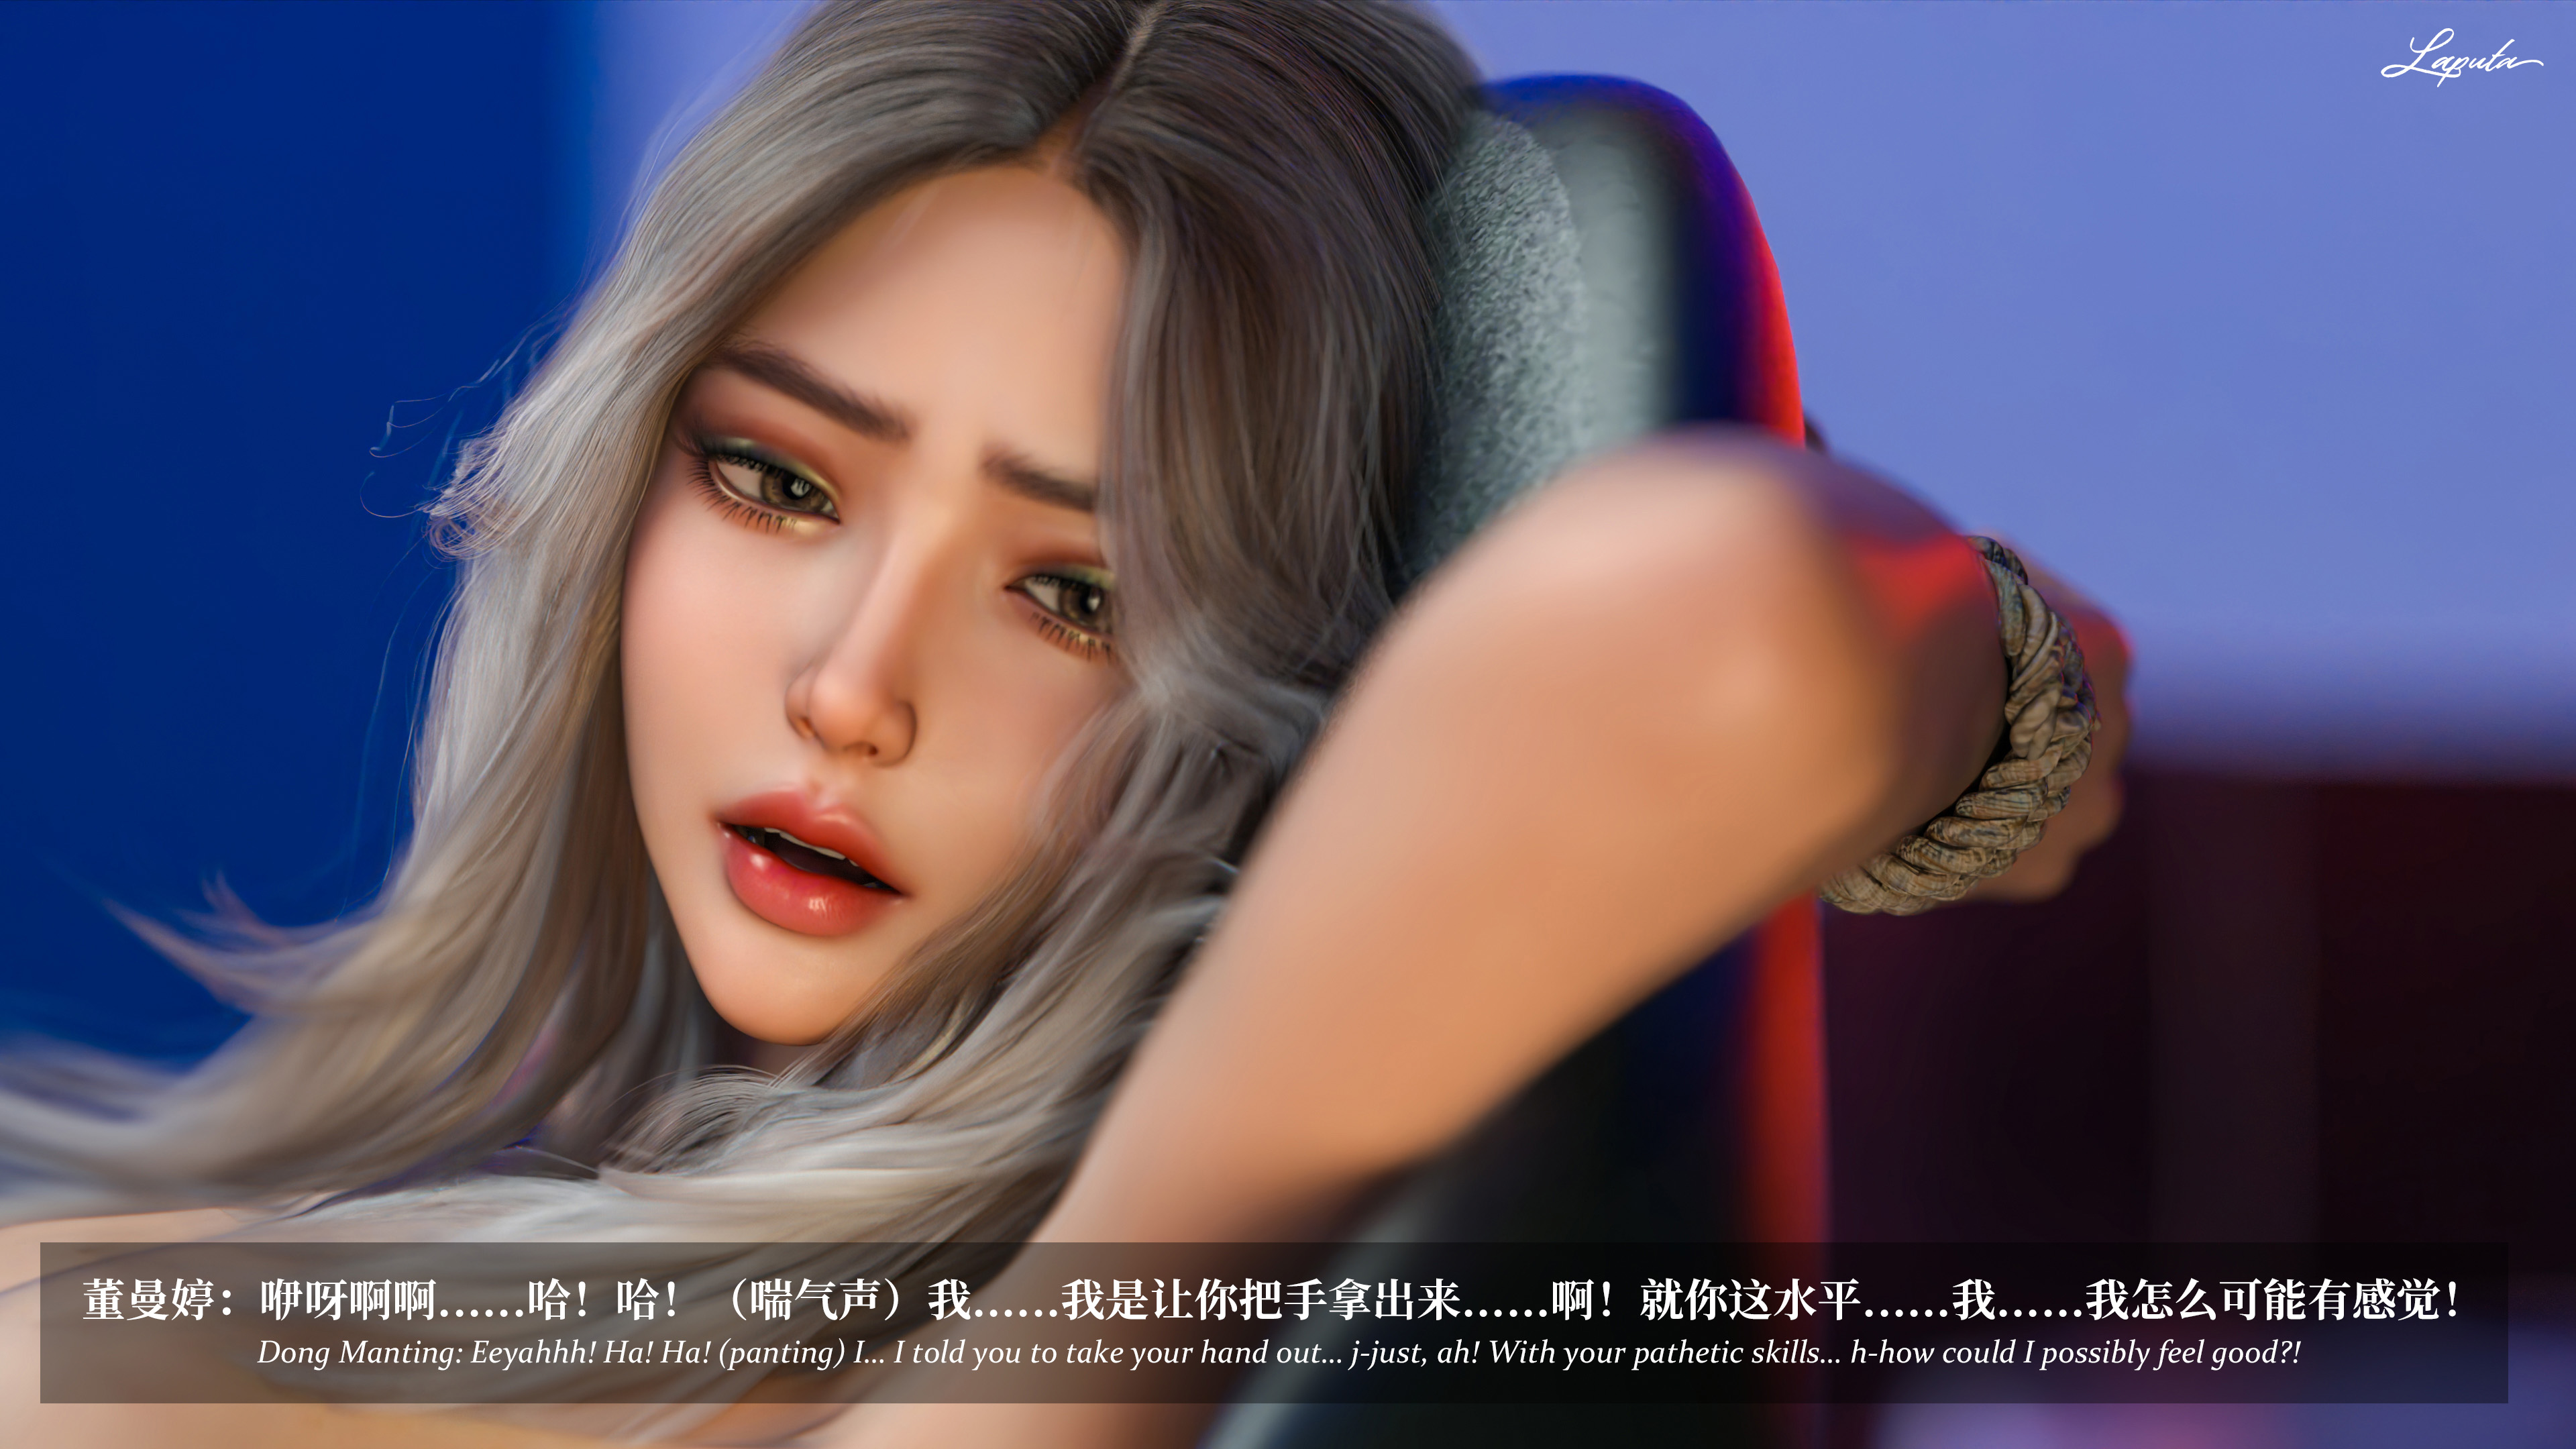 Laputa
董曼婷：咿呀啊啊……哈！哈！（喘气声）我……我是让你把手拿出来……啊！就你这水平……我……我怎么可能有感觉！
Dong Manting: Eeyahhh! Ha! Ha! (panting) I... I told you to take your hand out... j-just, ah! With your pathetic skills... h-how could I possibly feel good?!